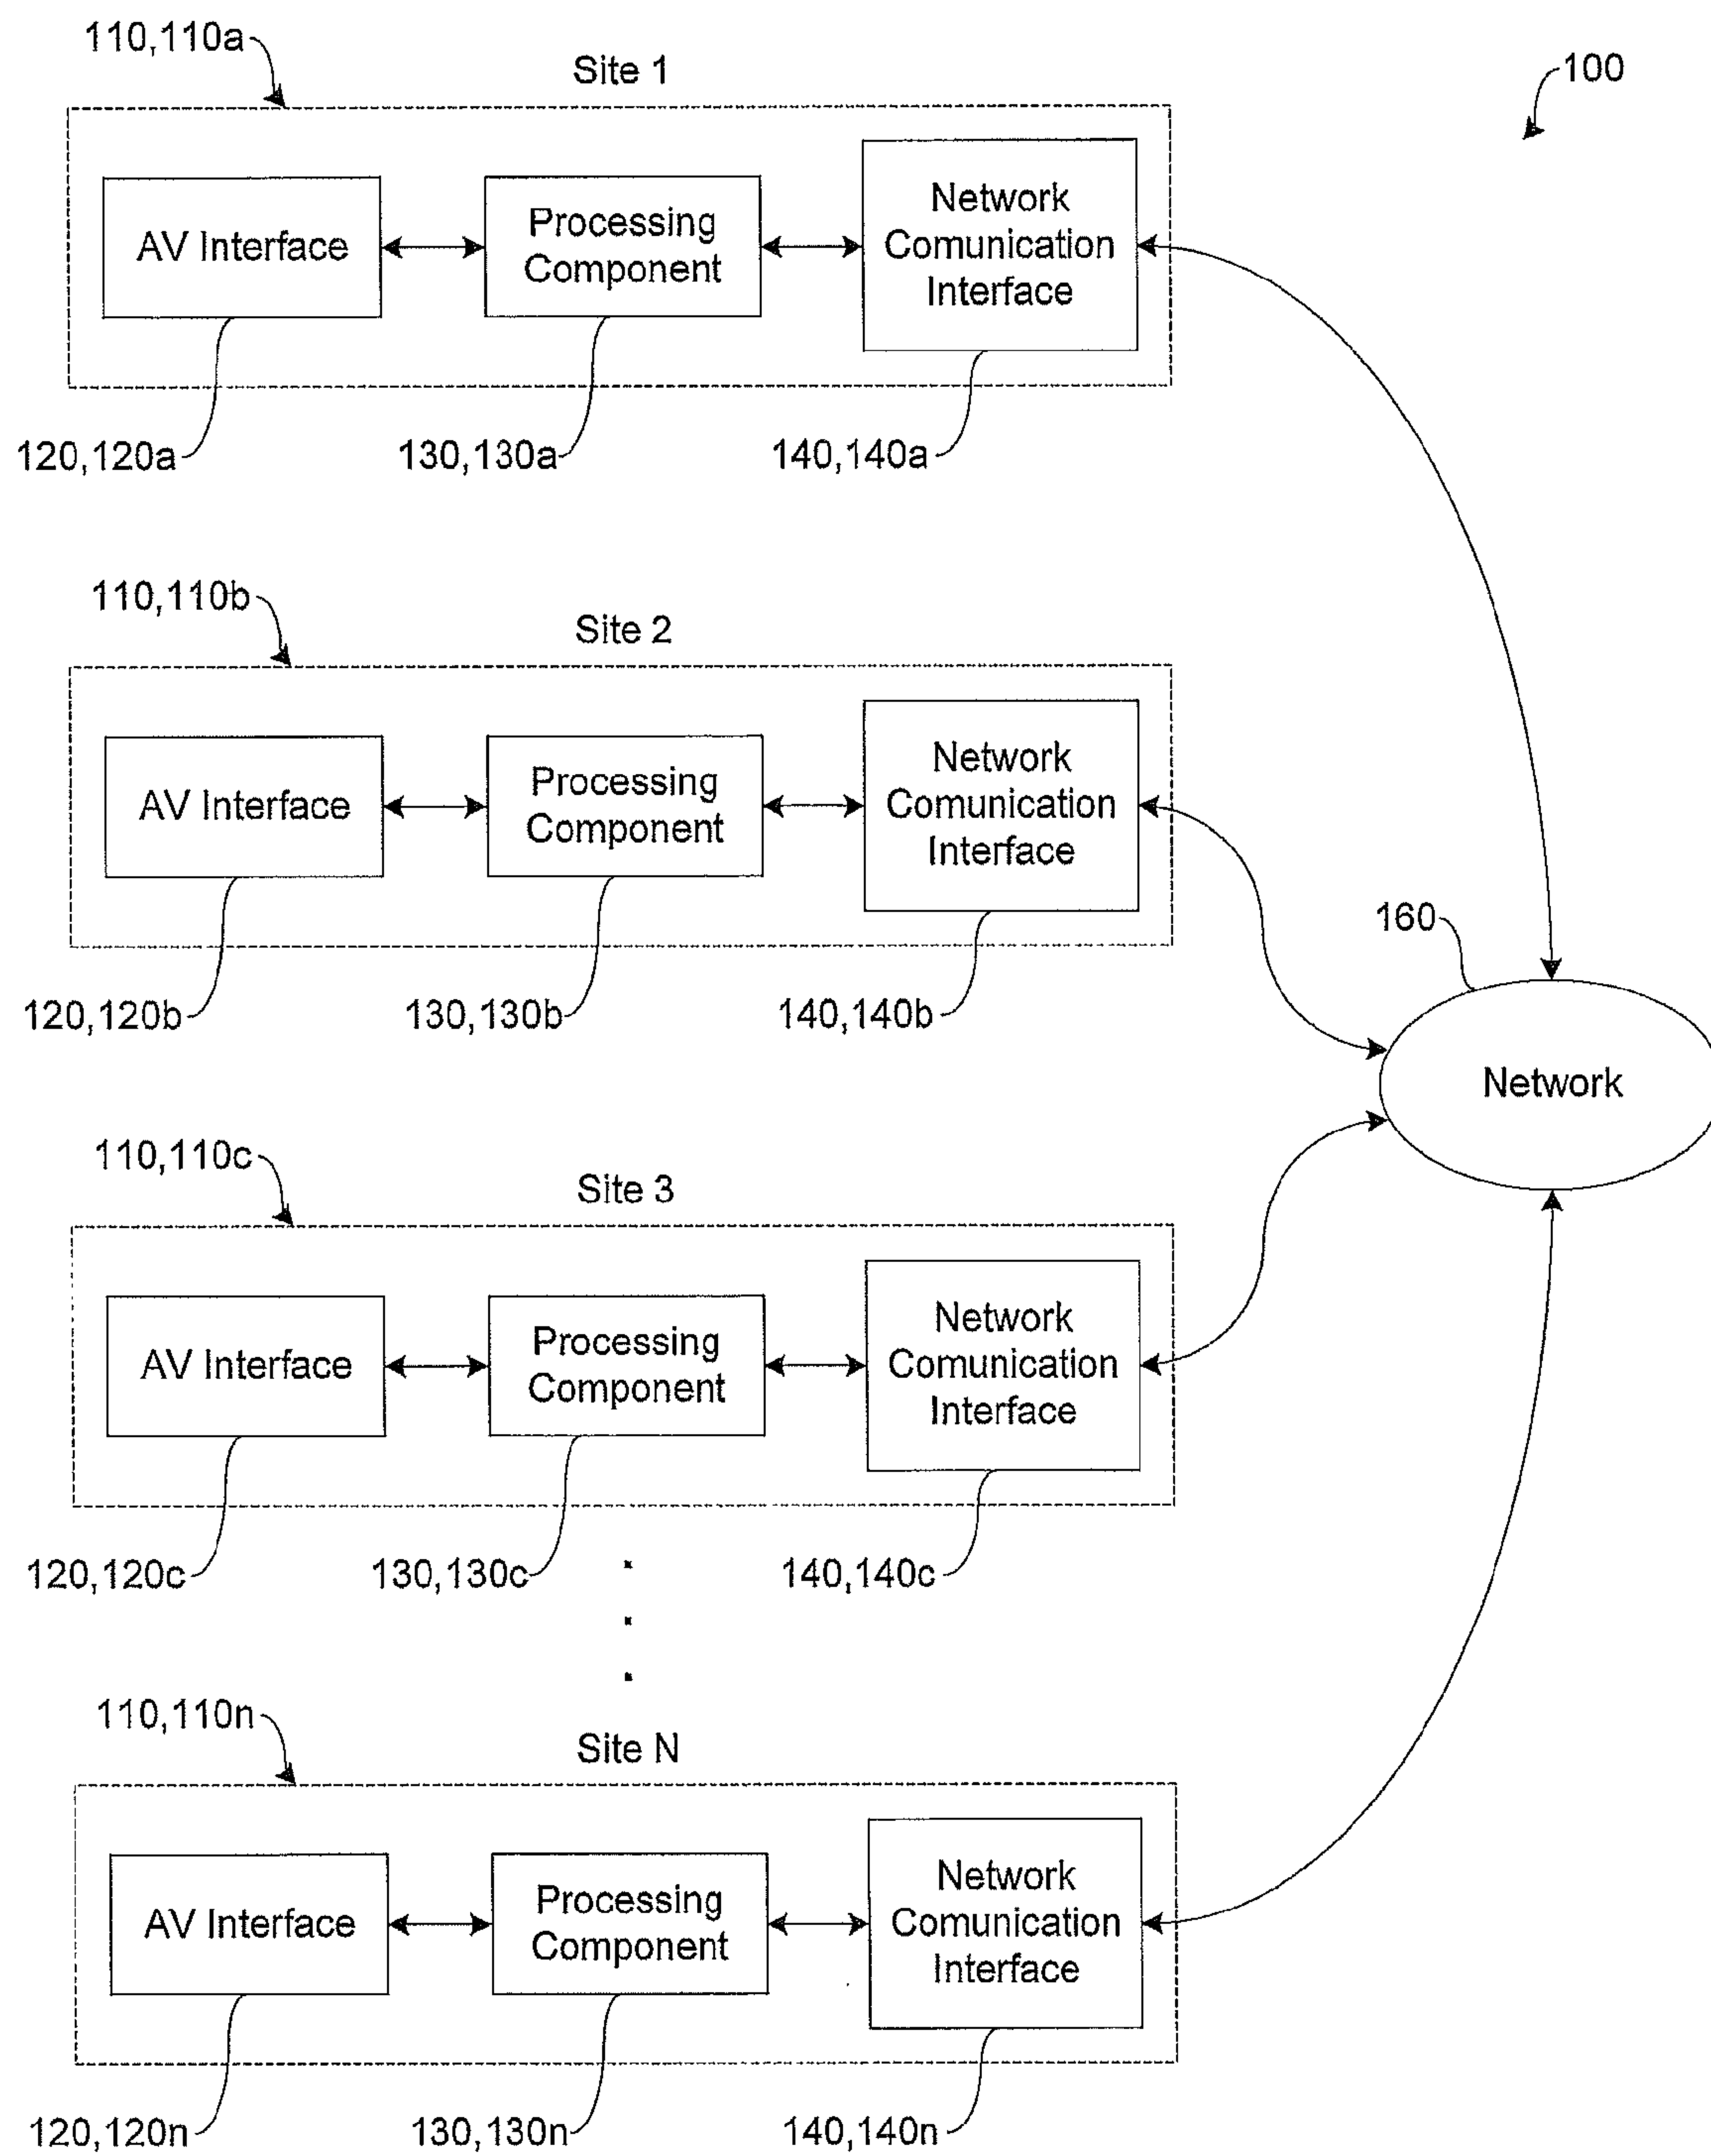 110,110a
Site 1
100
AV Interface
Processing
Component
Network
Comunication
Interface
120,120a
130,130a
140,140a
110,110b
Site 2
AV Interface
Processing
Component
Network
Comunication
Interface
120,120b
130,130b
140,140b
160
Network
110,110c
Site 3
AV Interface
Processing
Component
Network
Comunication
Interface
120,120c
130,130c
140,140c
110,110n
Site N
AV Interface
Processing
Component
Network
Comunication
Interface
120,120n
130,130n
140,140n